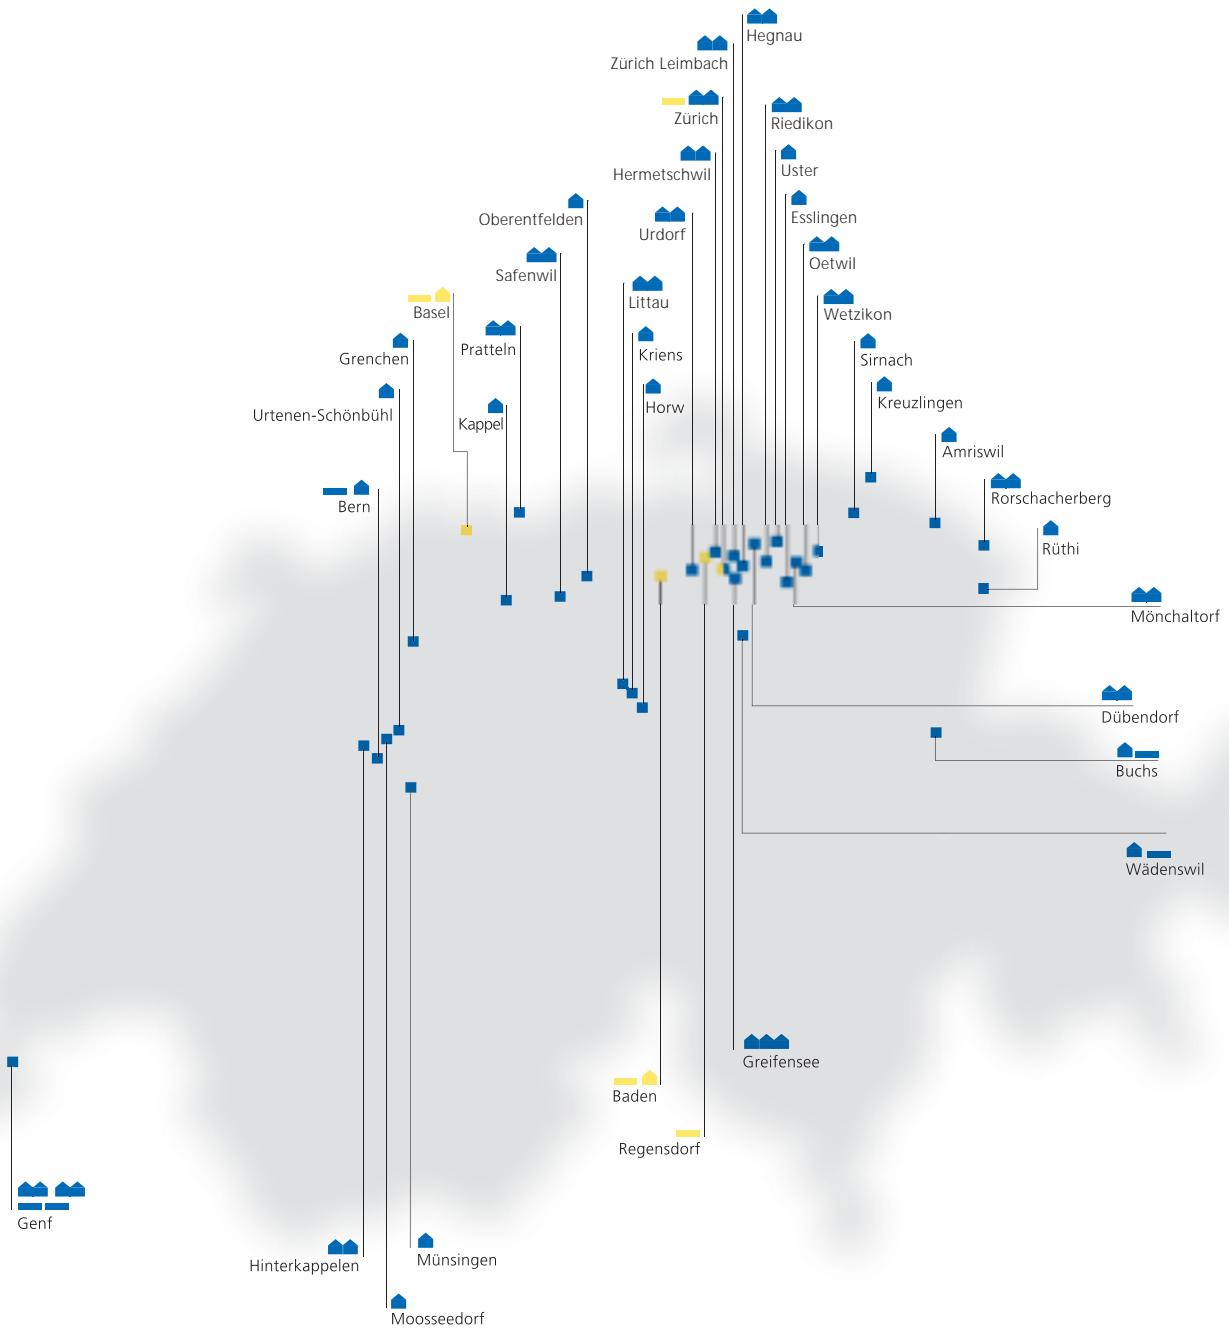 Hegnau
Zürich Leimbach
Zürich
Riedikon
Hermetschwil
Uster
Oberentfelden
Esslingen
Urdorf
Safenwil
Oetwil
Littau
Basel
Wetzikon
Pratteln
Grenchen
Kriens
Sirnach
Urtenen-Schönbühl
Kappel
Horw
Kreuzlingen
Amriswil
Bern
Rorschacherberg
Rüthi
Mönchaltorf
Dübendorf
Buchs
Wädenswil
Greifensee
Baden
Regensdorf
Genf
Hinterkappelen
Münsingen
Moosseedorf